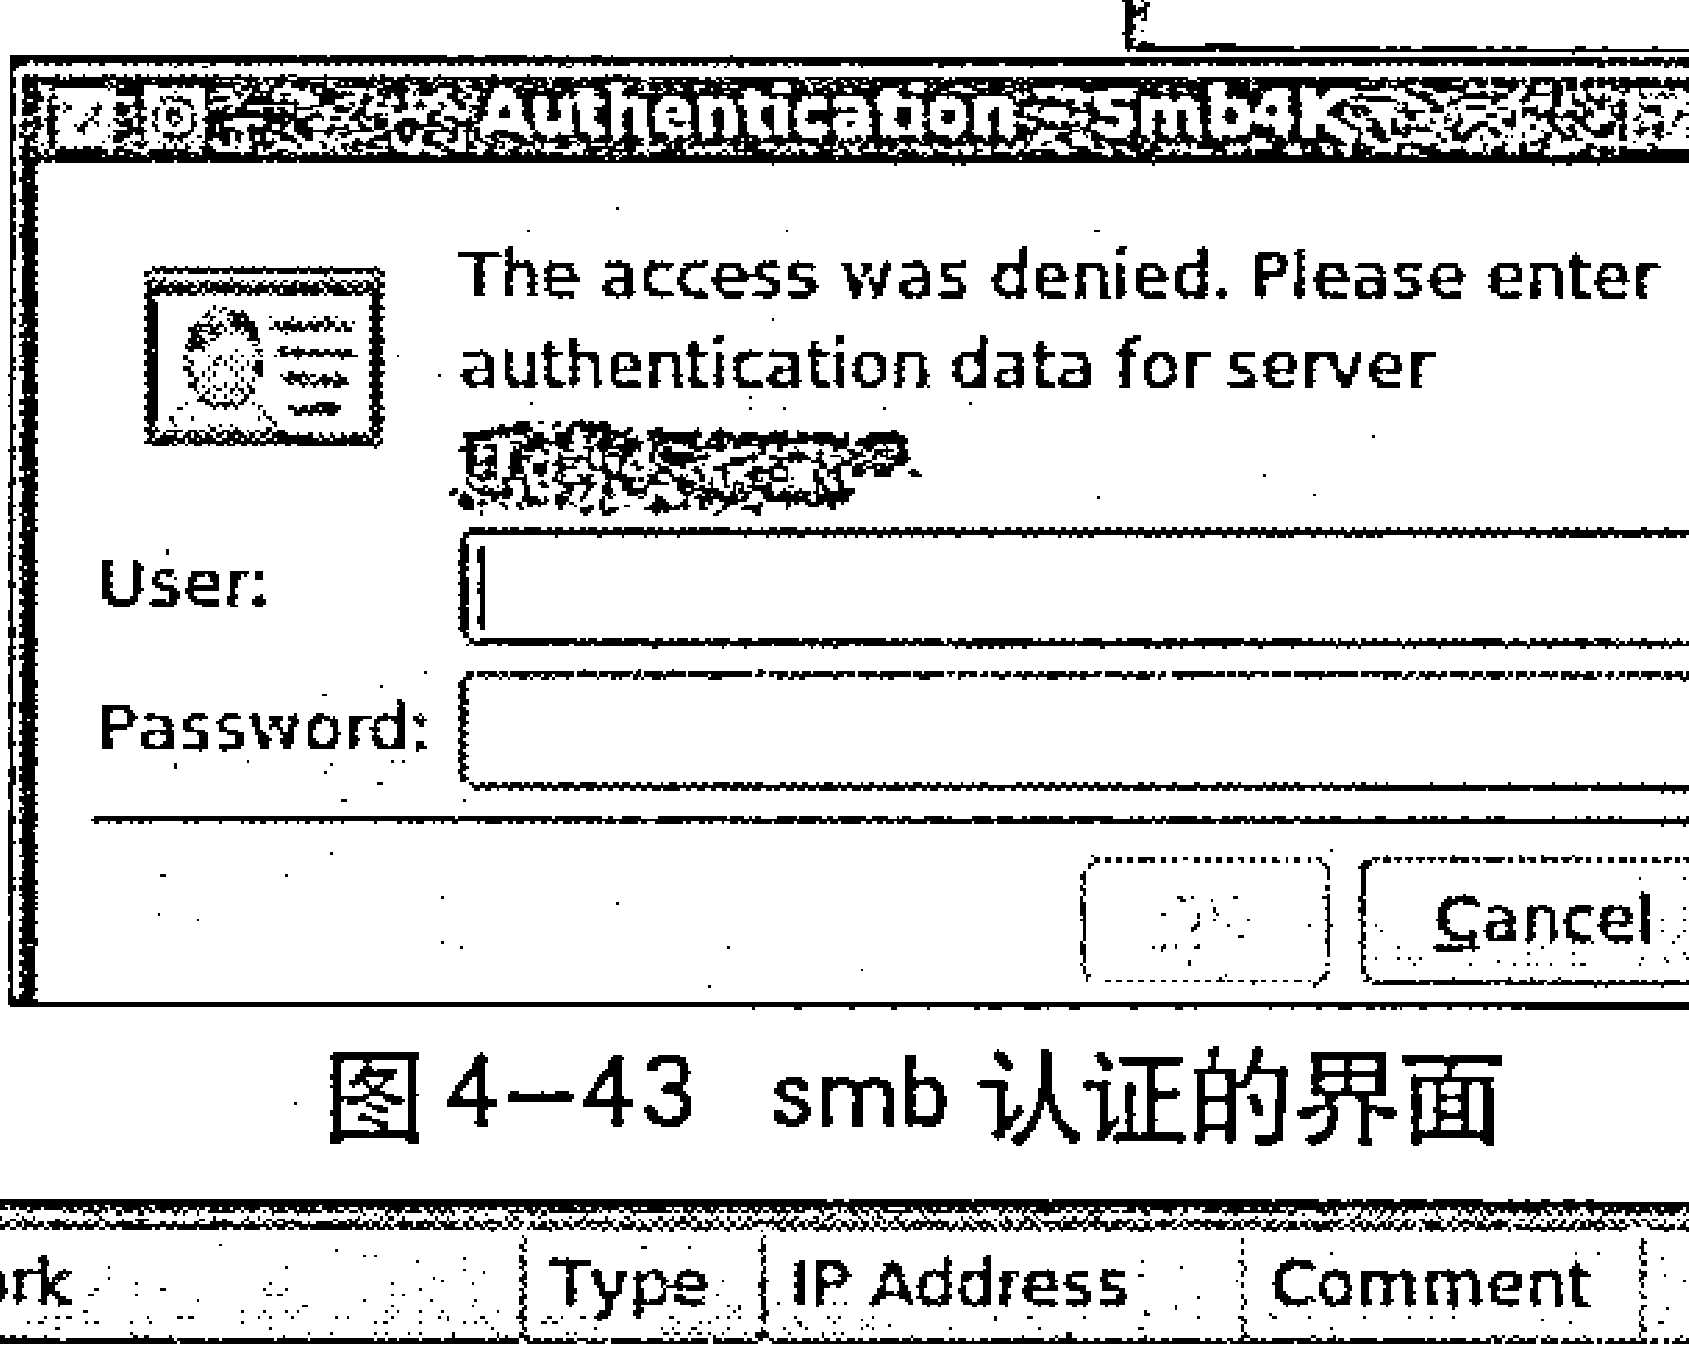 Authentication – Smb4K
The access was denied. Please enter
authentication data for server
User:
Password:
Cancel
图 4-43 smb 认证的界面
ork Type IP Address Comment